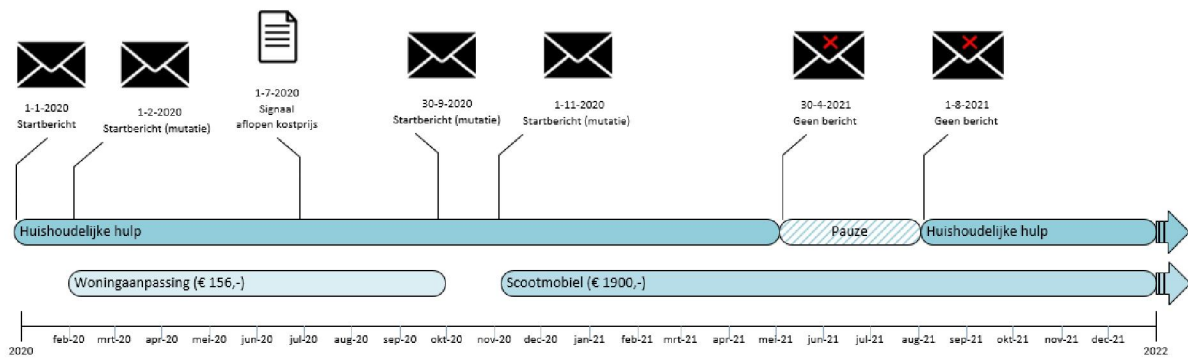 1-1-2020
Startbericht
1-2-2020
Startbericht (mutatie)
1-7-2020
Signaal
aflopen kostprijs
30-9-2020
Startbericht (mutatie)
1-11-2020
Startbericht (mutatie)
30-4-2021
Geen bericht
1-8-2021
Geen bericht
Huishoudelijke hulp
Pauze
Huishoudelijke hulp
Woningaanpassing (€ 156,-)
Scootmobiel (€ 1900,-)
feb-20 mrt-20 apr-20 mei-20 jun-20 jul-20 aug-20 sep-20 okt-20 nov-20 dec-20 jan-21 feb-21 mrt-21 apr-21 mei-21 jun-21 jul-21 aug-21 sep-21 okt-21 nov-21 dec-21
2020 2022